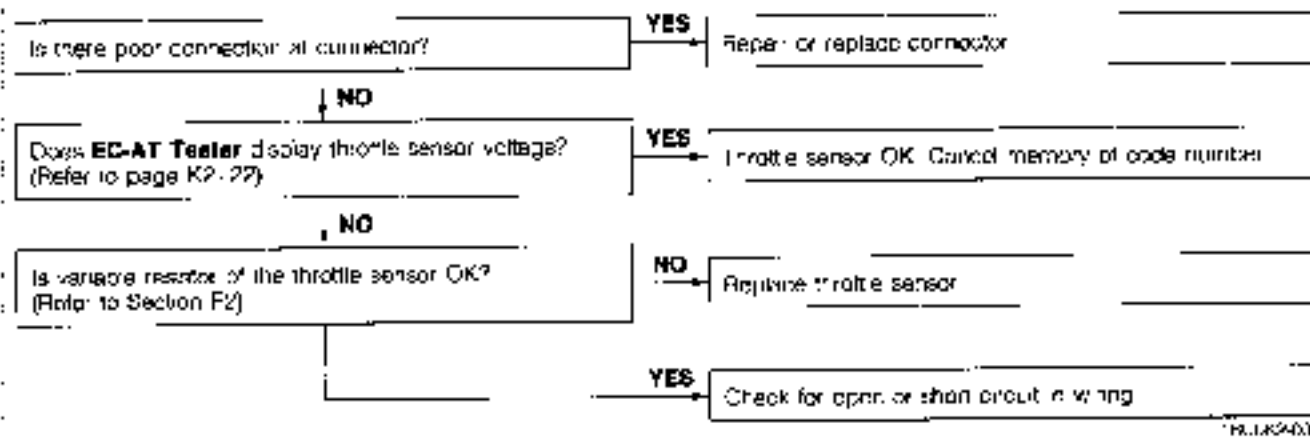 Is there poor connection at connector?
YES
Repair or replace connector
NO
Does EC-AT Tester display throttle sensor voltage?
(Refer to page K2-22)
YES
Throttle sensor OK Cancel memory of code number
NO
Is variable resistor of the throttle sensor OK?
(Refer to Section F2)
NO
Replace throttle sensor
YES
Check for open or short circuit in wiring